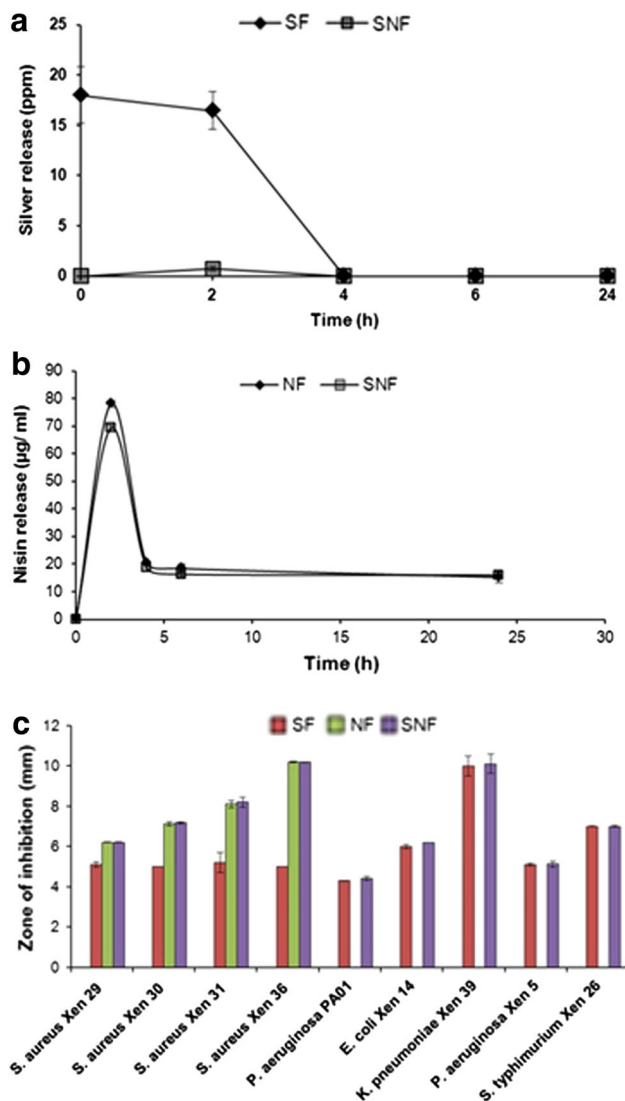 a
SF SNF
Silver release (ppm)
25
20
15
10
5
0
0 2 4 6 24
Time (h)
b
NF SNF
Nisin release (µg/ ml)
90
80
70
60
50
40
30
20
10
0
0 5 10 15 20 25 30
Time (h)
c
SF NF SNF
Zone of inhibition (mm)
12
10
8
6
4
2
0
S. aureus Xen 29
S. aureus Xen 30
S. aureus Xen 31
S. aureus Xen 36
P. aeruginosa PA01
E. coli Xen 14
K. pneumoniae Xen 39
P. aeruginosa Xen 5
S. typhimurium Xen 26